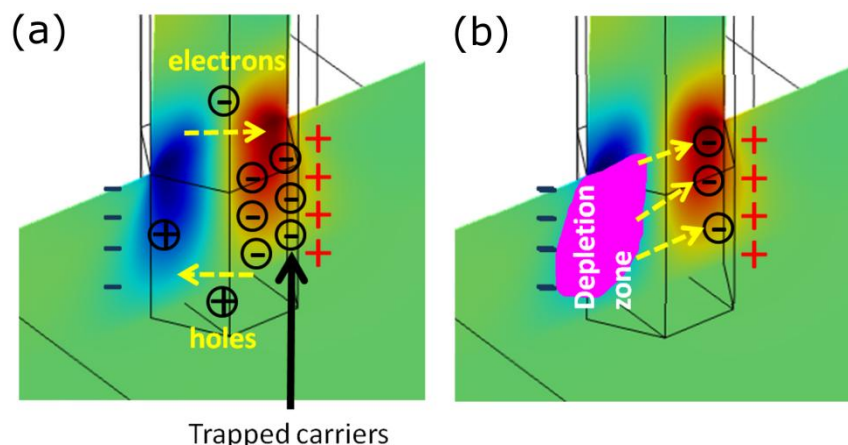 (a)
electrons
holes
Trapped carriers
(b)
Depletion
zone